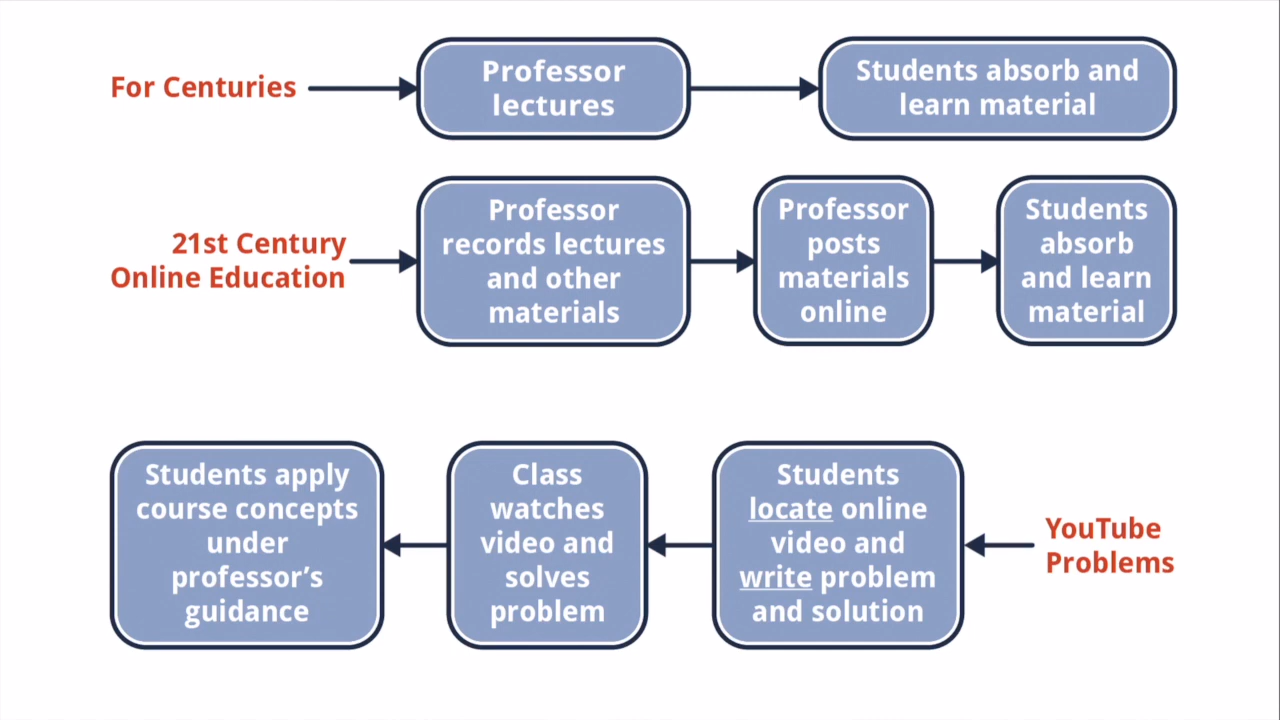 For Centuries
Professor
lectures
Students absorb and
learn material
21st Century
Online Education
Professor
records lectures
and other
materials
Professor
posts
materials
online
Students
absorb
and learn
material
Students apply
course concepts
under
professor’s
guidance
Class
watches
video and
solves
problem
Students
locate online
video and
write problem
and solution
YouTube
Problems